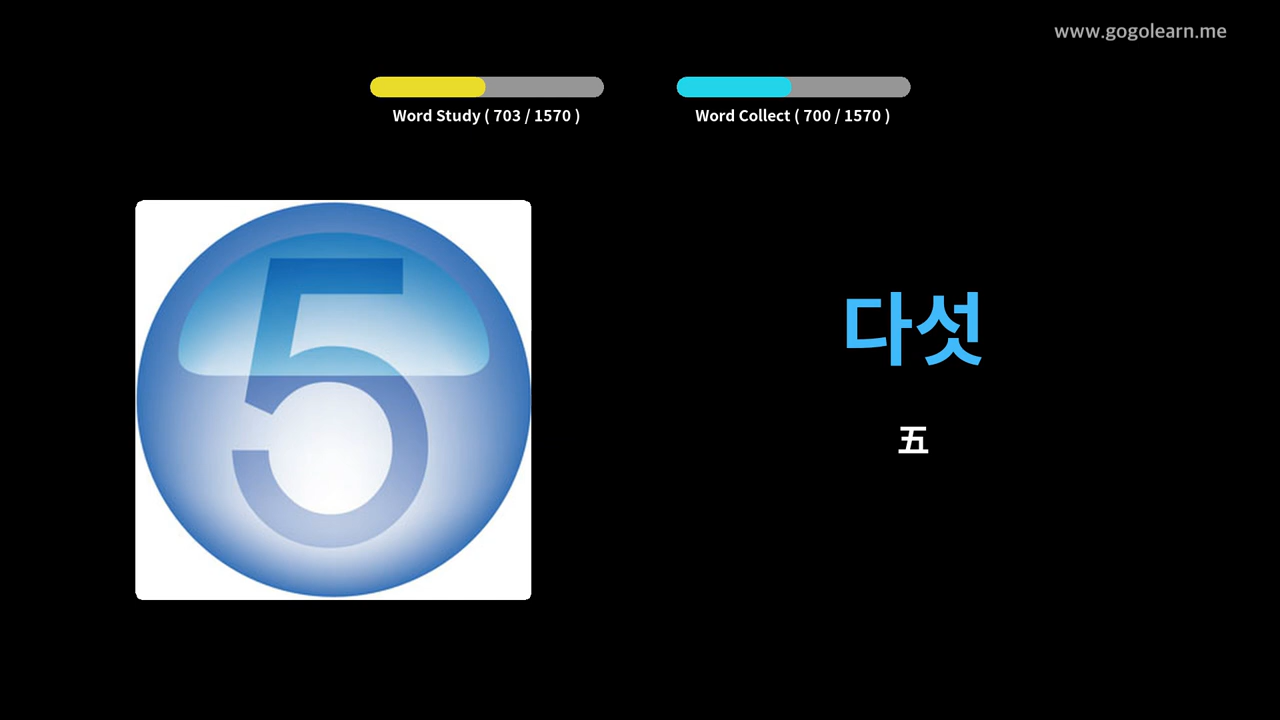 www.gogolearn.me
Word Study ( 703 / 1570 )
Word Collect ( 700 / 1570 )
5
다섯
五